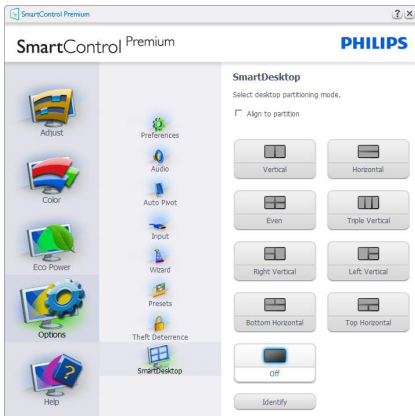 SmartControl Premium
SmartControl Premium
PHILIPS
Adjust
Color
Eco Power
Options
Help
Preferences
Audio
Auto Pivot
Input
Wizard
Presets
Theft Deterrence
SmartDesktop
SmartDesktop
Select desktop partitioning mode.
Align to partition
Vertical
Horizontal
Even
Triple Vertical
Right Vertical
Left Vertical
Bottom Horizontal
Top Horizontal
Off
Identify